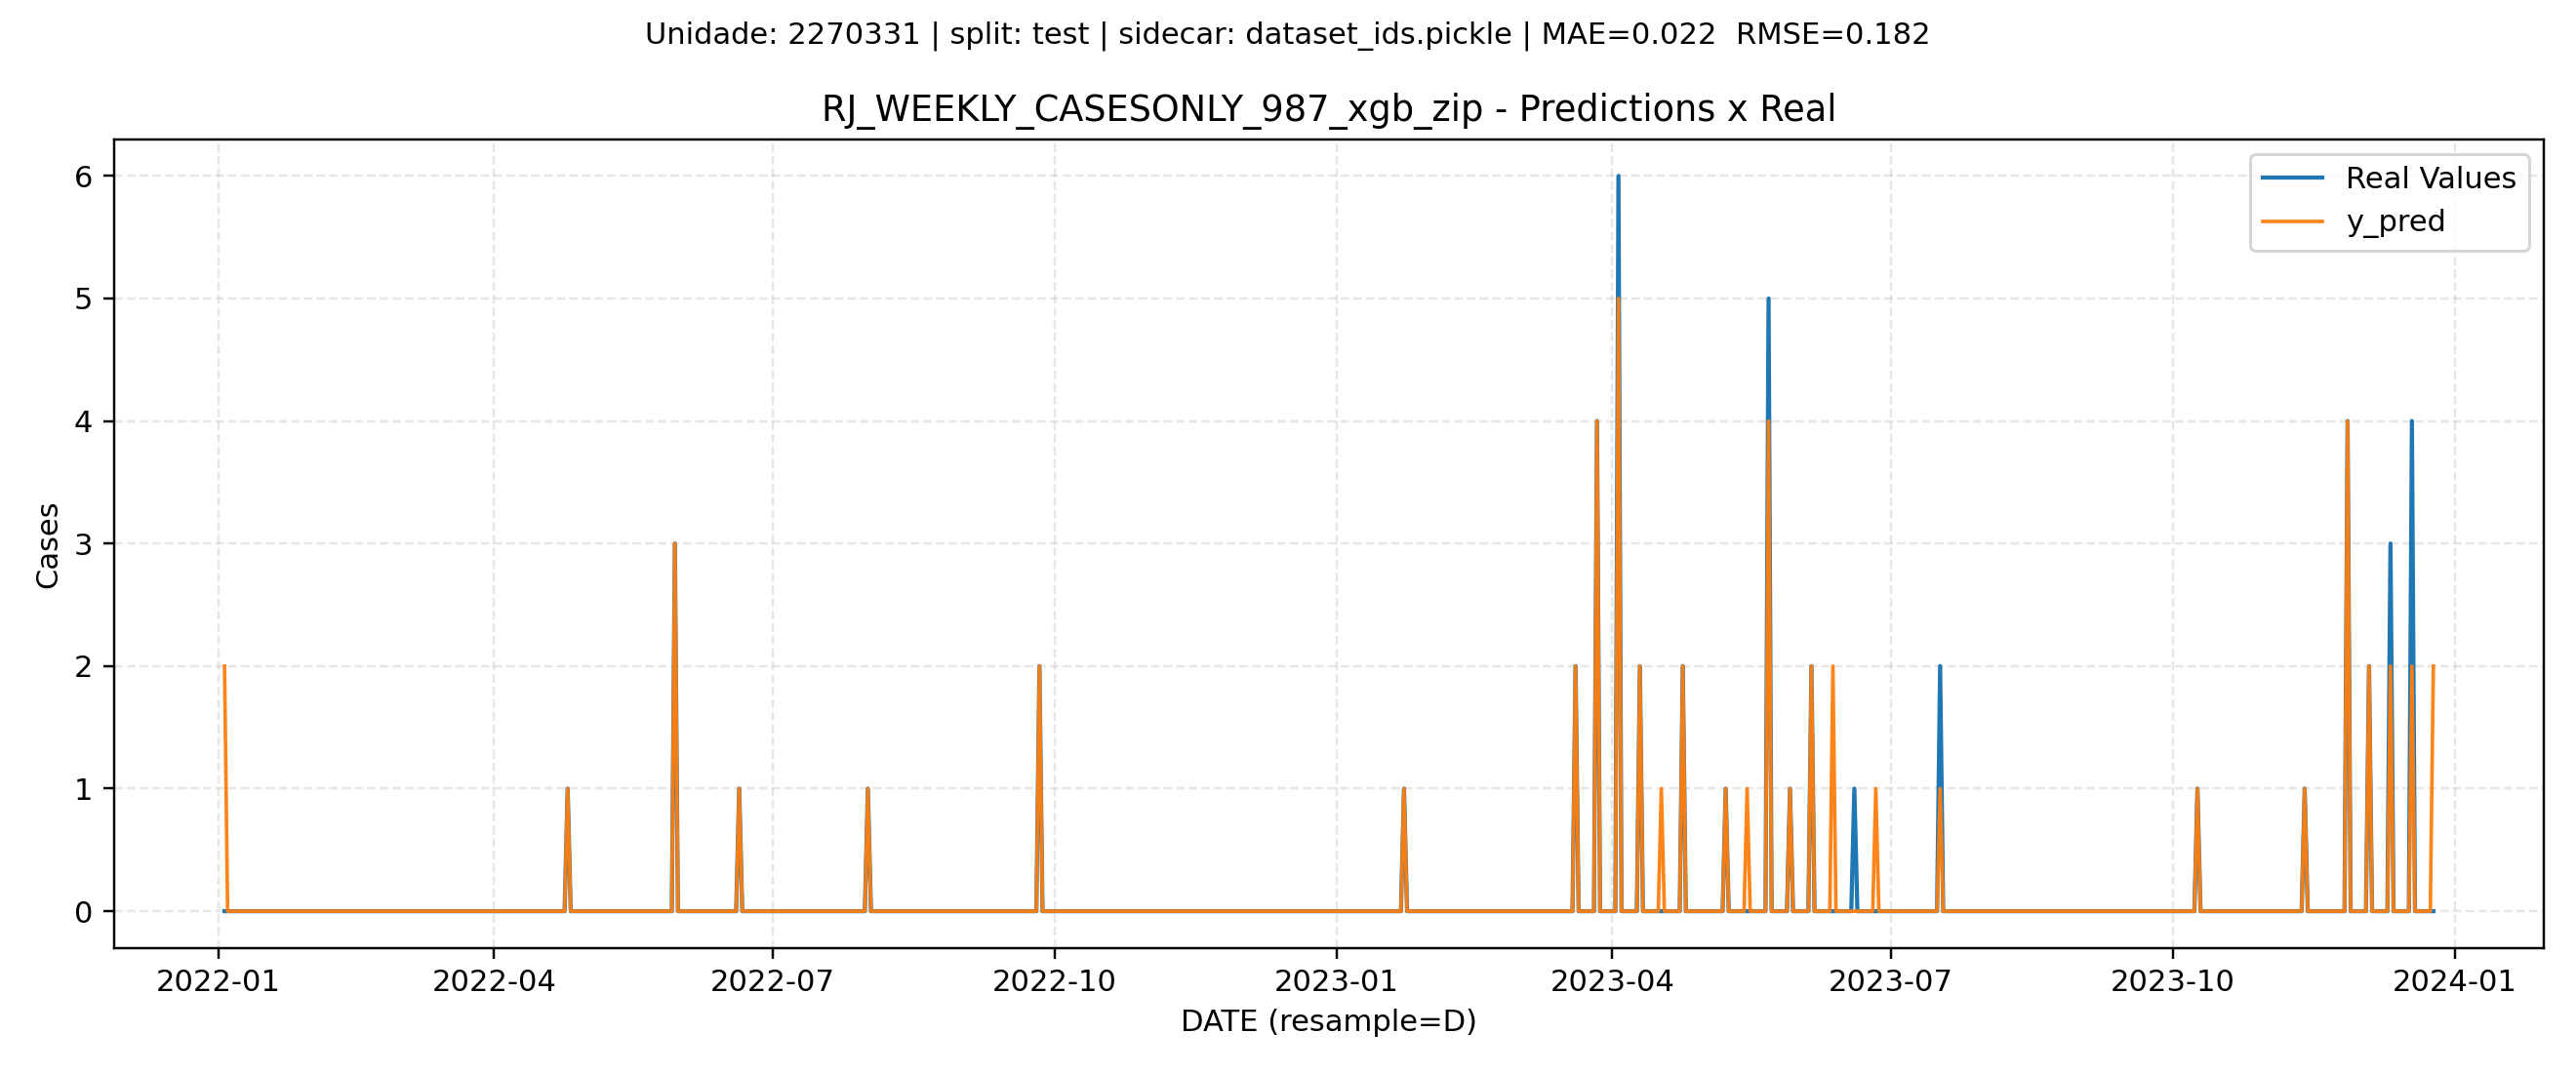 Unidade: 2270331 | split: test | sidecar: dataset_ids.pickle | MAE=0.022  RMSE=0.182
RJ_WEEKLY_CASESONLY_987_xgb_zip - Predictions x Real
Real Values
y_pred
Cases
6
5
4
3
2
1
0
2022-01
2022-04
2022-07
2022-10
2023-01
2023-04
2023-07
2023-10
2024-01
DATE (resample=D)